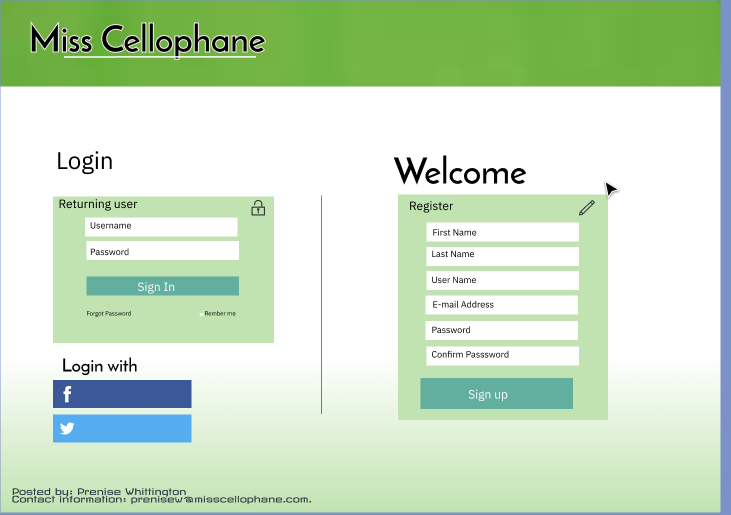 Miss Cellophane
Login
Returning user
Username
Password
Sign In
Forgot Password
Rember me
Login with
f
Welcome
Register
First Name
Last Name
User Name
E-mail Address
Password
Confirm Passsword
Sign up
Posted by: Prenise Whittington
Contact information: prenisew@misscellophane.com.